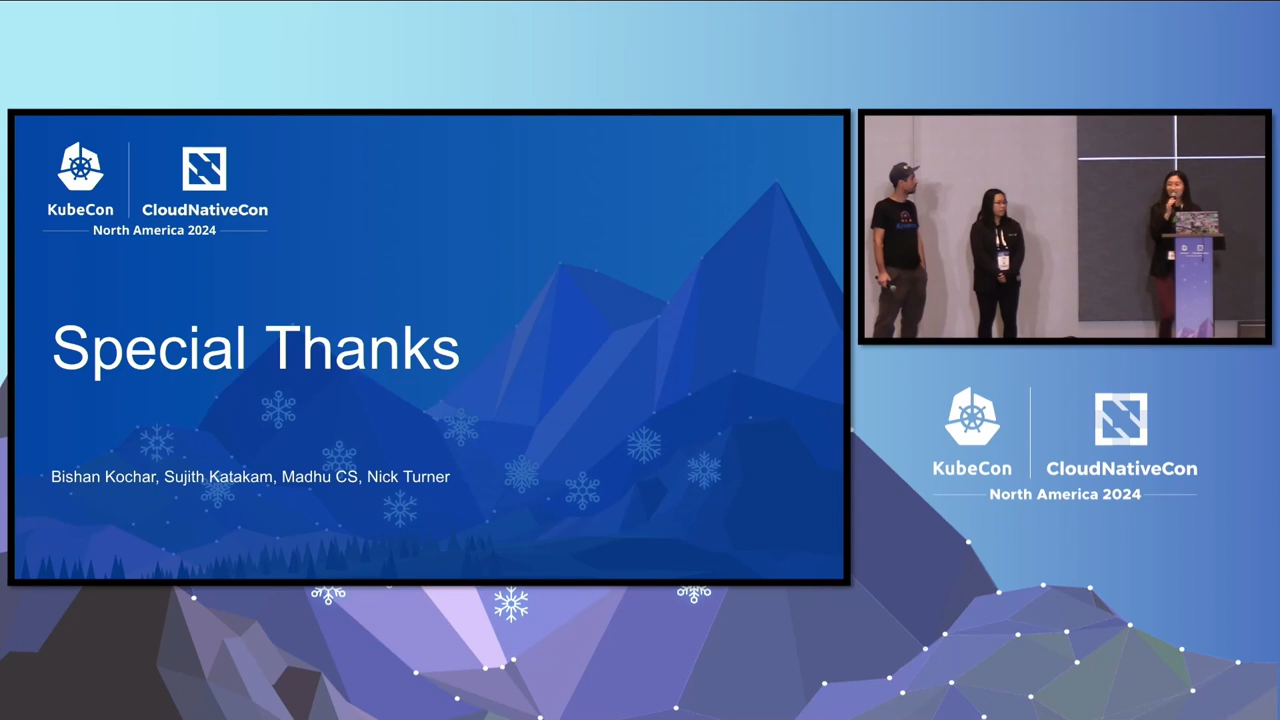 KubeCon
CloudNativeCon
North America 2024
Special Thanks
Bishan Kochar, Sujith Katakam, Madhu CS, Nick Turner
KubeCon
CloudNativeCon
North America 2024